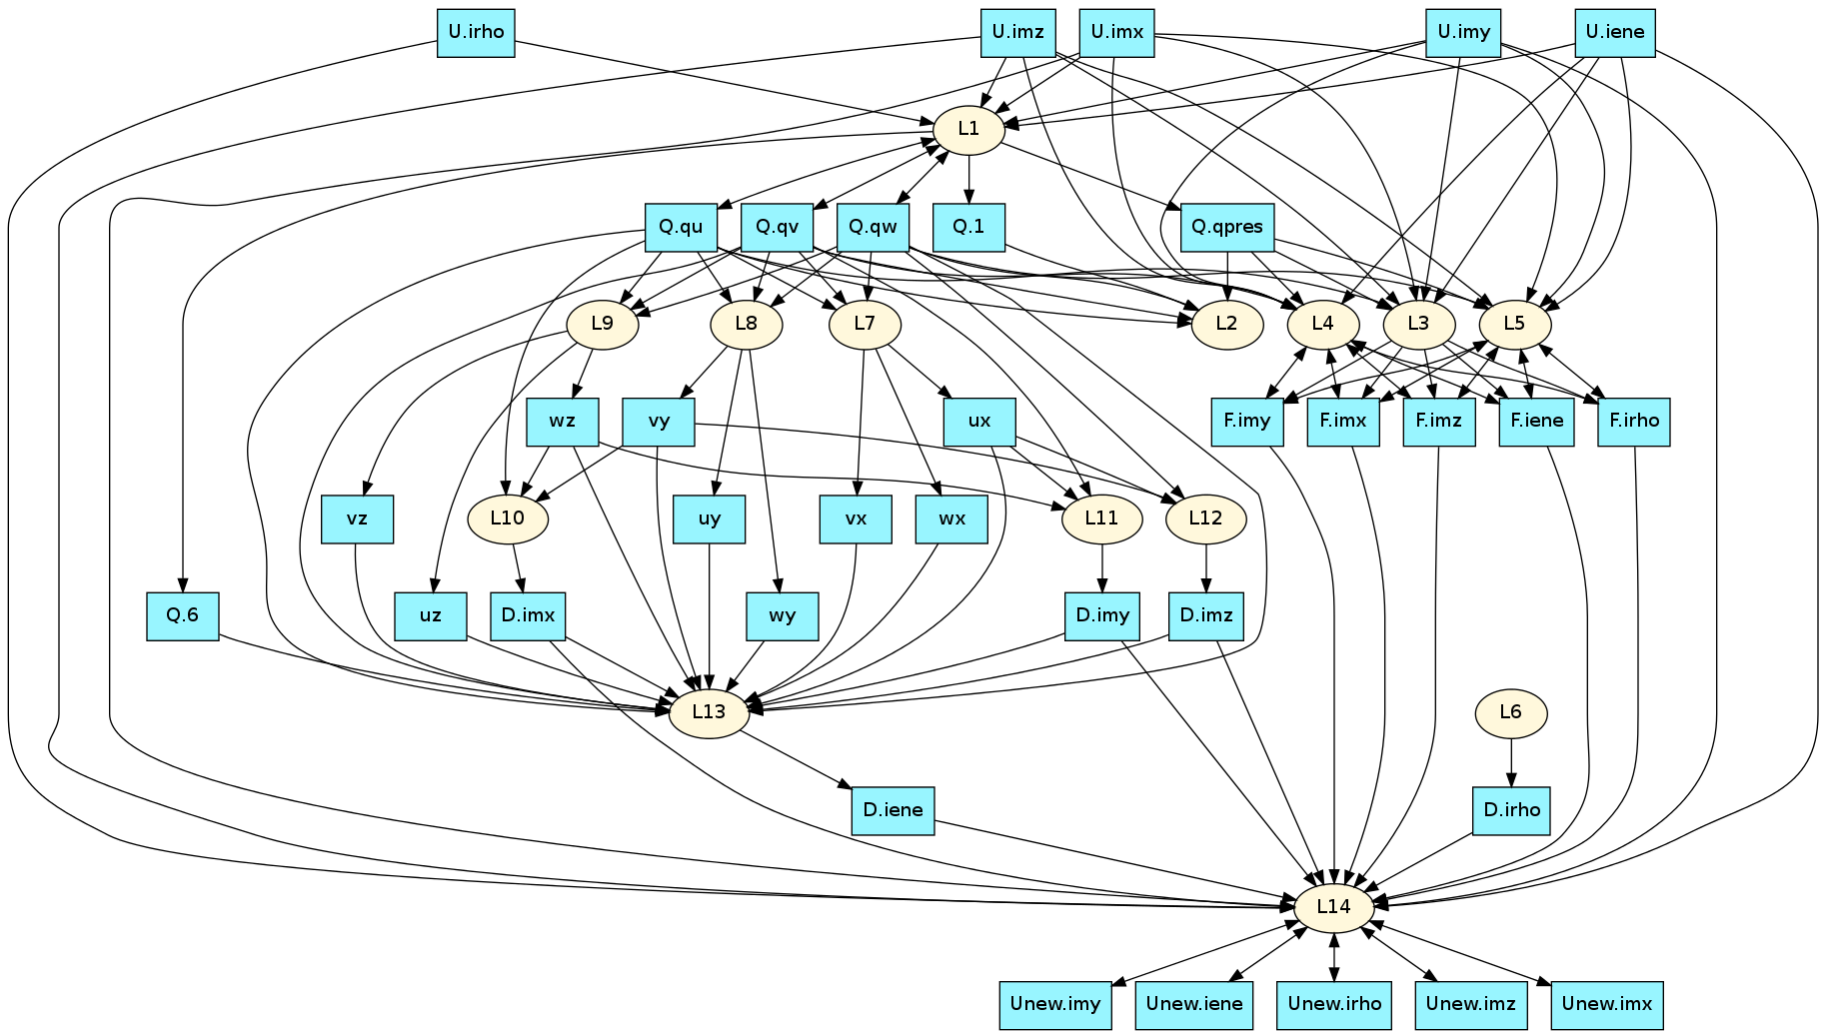 U.irho U.imz U.imx U.imy U.iene
L1
Q.qu Q.qv Q.qw Q.1 Q.qpres
L9 L8 L7 L2 L4 L3 L5
wz vy ux F.imy F.imx F.imz F.iene F.irho
vz L10 uy vx wx L11 L12
Q.6 uz D.imx wy D.imy D.imz
L13 L6
D.iene D.irho
L14
Unew.imy Unew.iene Unew.irho Unew.imz Unew.imx